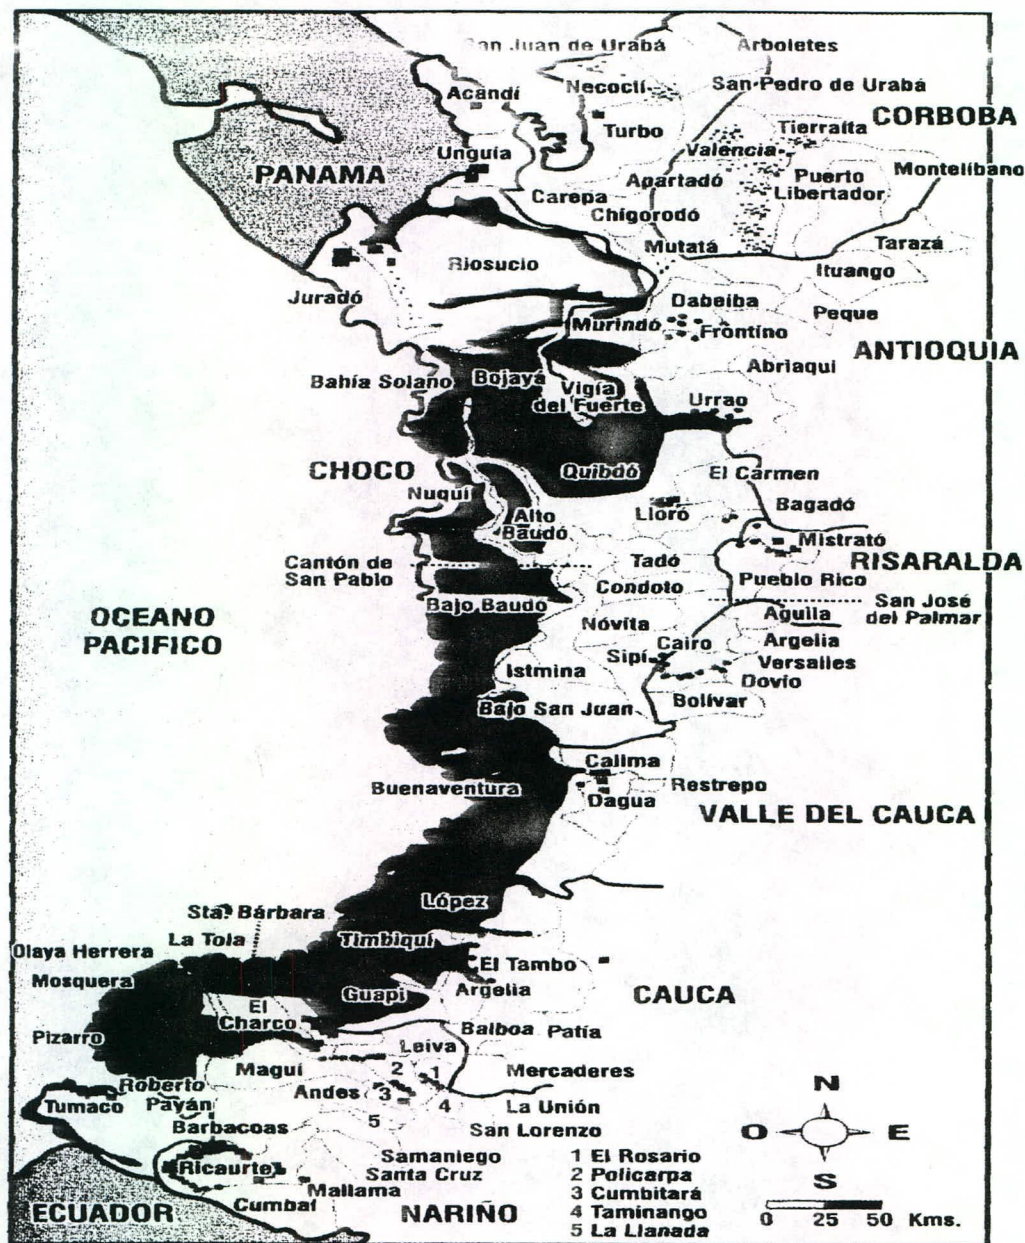 San Juan de Urabá
Arboletes
Necoclí
San Pedro de Urabá
Acandí
Turbo
CORBOBA
Tierralta
Valencia
Unguía
PANAMA
Montelíbano
Apartadó
Puerto
Libertador
Carepa
Chigorodó
Mutatá
Tarazá
Riosucio
Ituango
Juradó
Dabeiba
Peque
Murindó
Frontino
ANTIOQUIA
Abriaqui
Bahía Solano
Bojayá
Vigía
del Fuerte
Urrao
CHOCO
Quibdó
El Carmen
Nuquí
Lloró
Bagadó
Alto
Baudó
Mistrató
Cantón de
San Pablo
Tadó
RISARALDA
Condoto
Pueblo Rico
Bajo Baudó
San José
del Palmar
OCEANO
PACIFICO
Nóvita
Aguila
Cairo
Argelia
Sipí
Versalles
Istmina
Dovio
Bolívar
Bajo San Juan
Calima
Buenaventura
Restrepo
Dagua
VALLE DEL CAUCA
López
Sta. Bárbara
La Tola
Timbiquí
Olaya Herrera
El Tambo
Mosquera
Guapi
Argelia
CAUCA
El
Charco
Pizarro
Balboa
Patía
Leiva
Maguí
2
1
Mercaderes
Roberto
Payán
Andes
3
4
N
Tumaco
La Unión
Barbacoas
5
San Lorenzo
O
E
Samaniego
1 El Rosario
Ricaurte
Santa Cruz
2 Policarpa
S
Mallama
3 Cumbitará
Cumbal
ECUADOR
NARIÑO
4 Taminango
0 25 50 Kms.
5 La Llanada